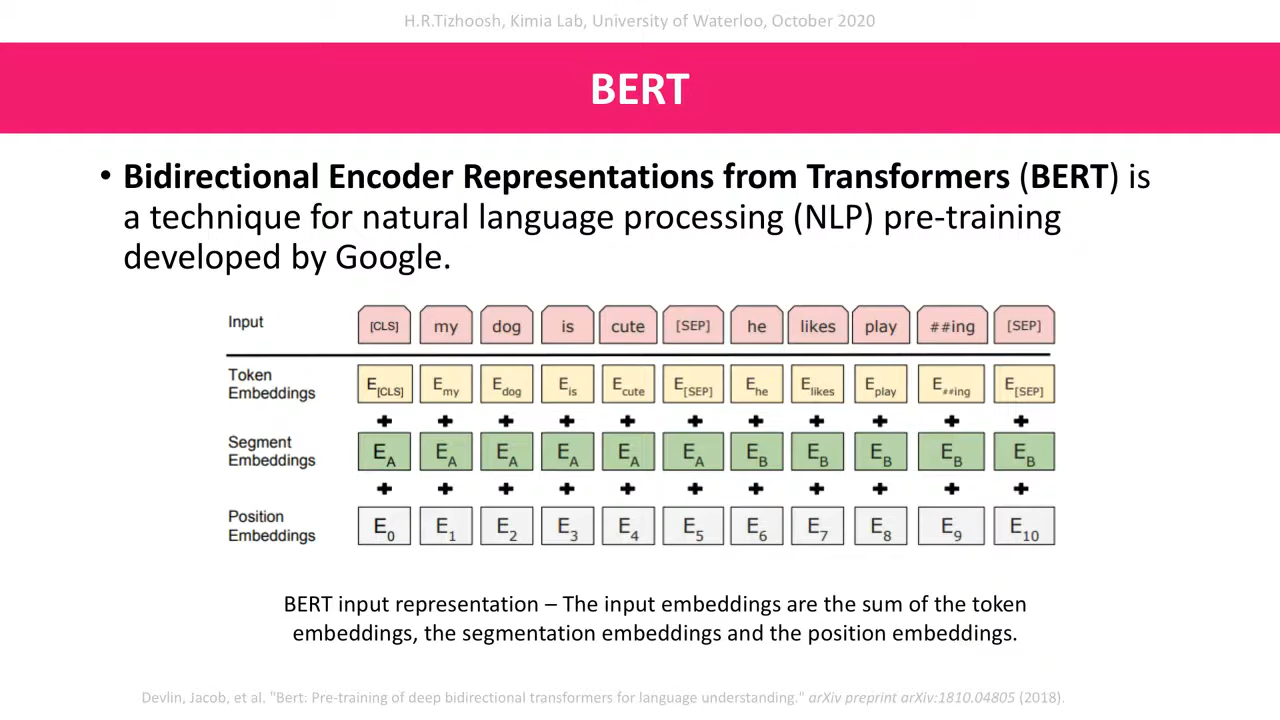 H.R.Tizhoosh, Kimia Lab, University of Waterloo, October 2020
BERT
• Bidirectional Encoder Representations from Transformers (BERT) is
a technique for natural language processing (NLP) pre-training
developed by Google.
Input [CLS] my dog is cute [SEP] he likes play ##ing [SEP]
Token
Embeddings E[CLS] Emy Edog Eis Ecute E[SEP] Ehe Elikes Eplay E##ing E[SEP]
+ + + + + + + + + + +
Segment
Embeddings EA EA EA EA EA EA EB EB EB EB EB
+ + + + + + + + + + +
Position
Embeddings E0 E1 E2 E3 E4 E5 E6 E7 E8 E9 E10
BERT input representation – The input embeddings are the sum of the token
embeddings, the segmentation embeddings and the position embeddings.
Devlin, Jacob, et al. "Bert: Pre-training of deep bidirectional transformers for language understanding." arXiv preprint arXiv:1810.04805 (2018).